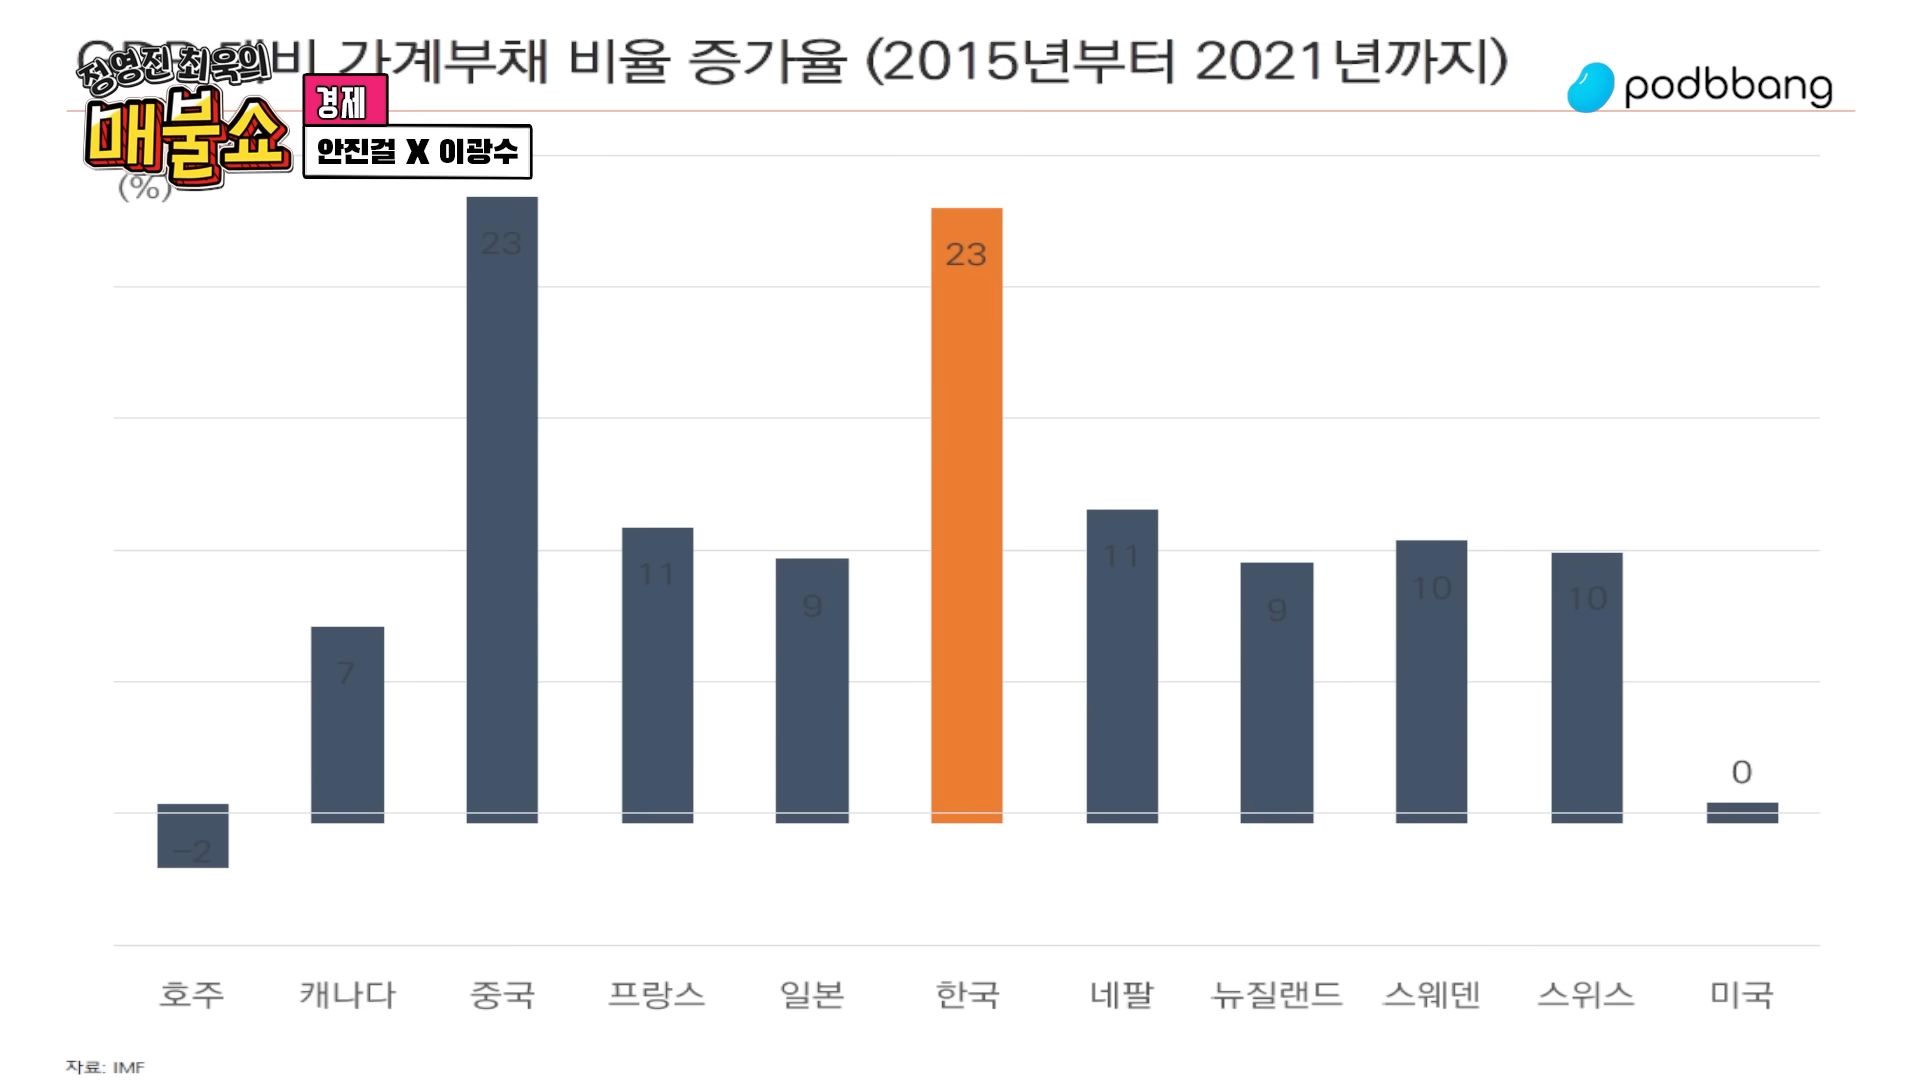 비 가계부채 비율 증가율 (2015년부터 2021년까지)
정영진 최욱의
매불쇼
경제
안진걸 X 이광수
podbbang
(%)
23
23
11
11
9
9
10
10
7
0
−2
호주 캐나다 중국 프랑스 일본 한국 네팔 뉴질랜드 스웨덴 스위스 미국
자료: IMF